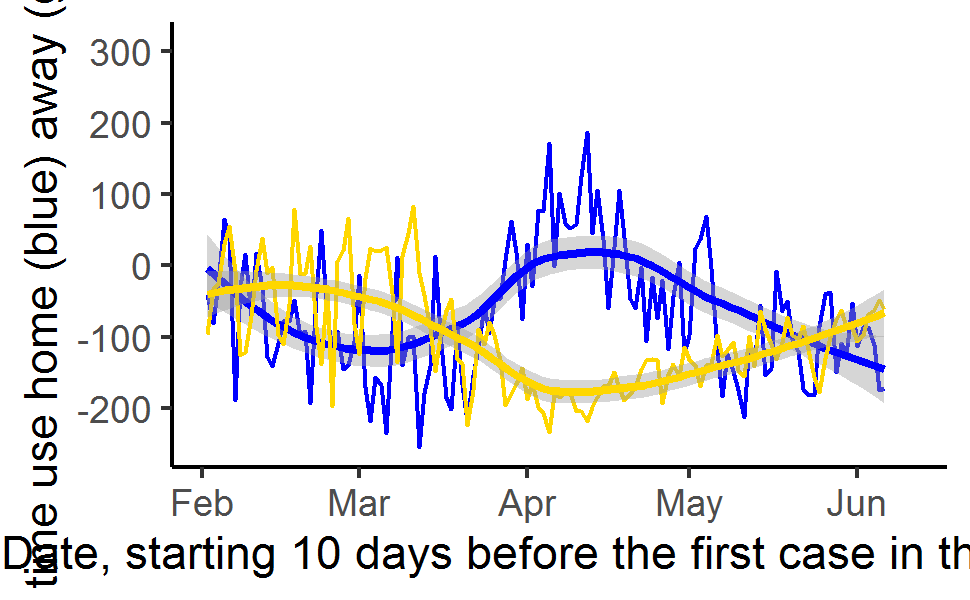 time use home (blue) away (
300
200
100
0
-100
-200
Feb Mar Apr May Jun
Date, starting 10 days before the first case in th